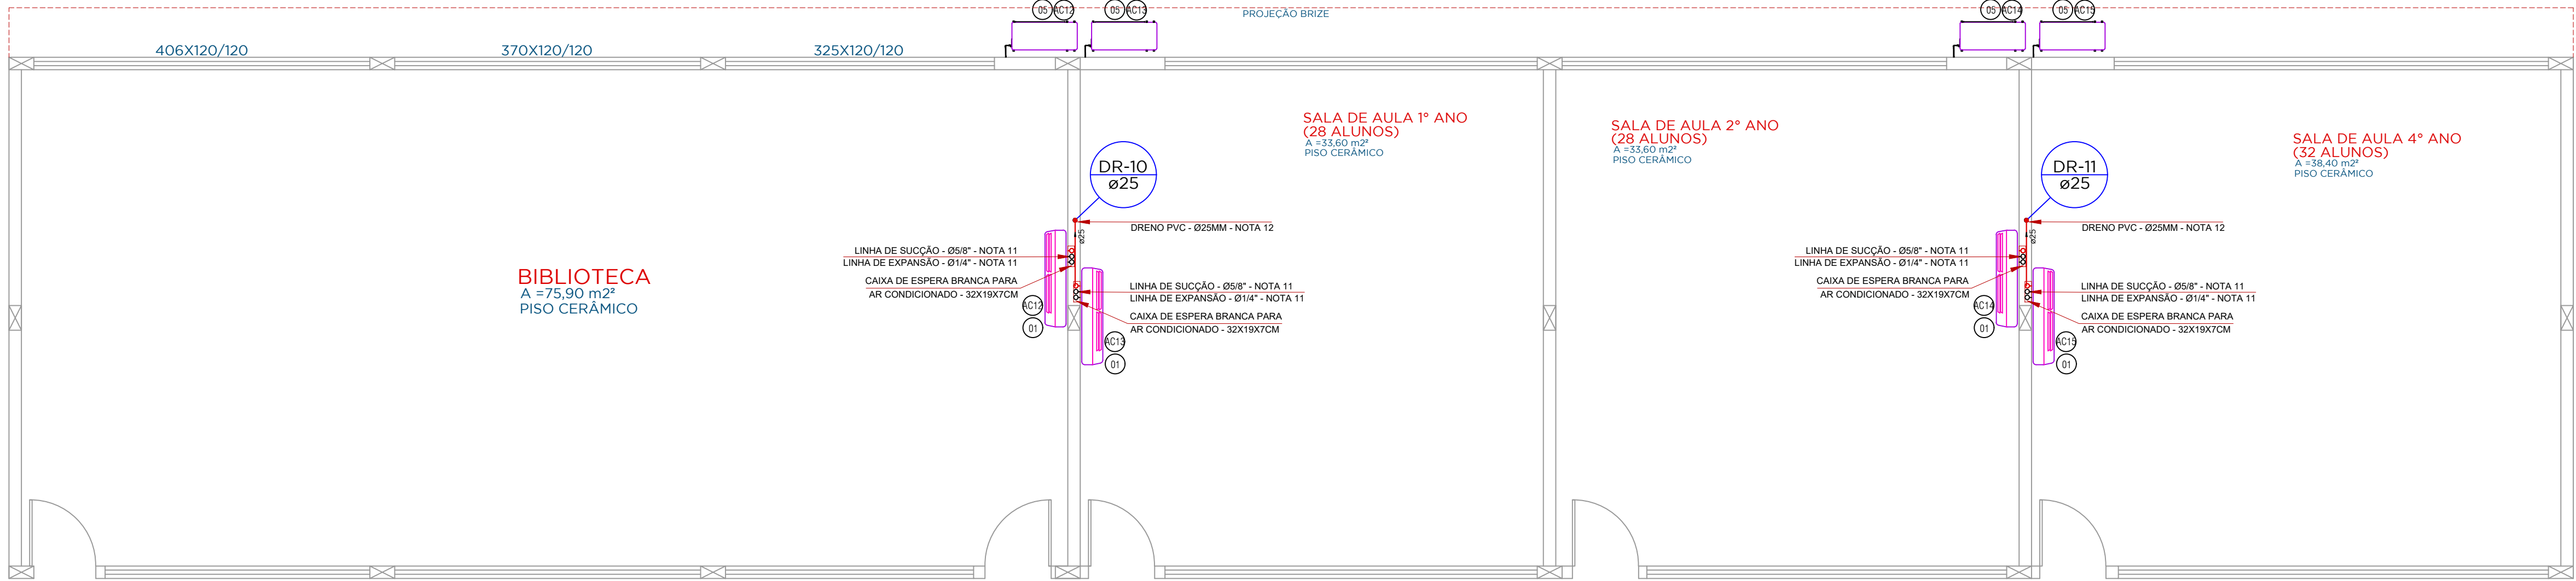 05 AC12
05 AC13
PROJEÇÃO BRIZE
05 AC14
05 AC15
406X120/120
370X120/120
325X120/120
BIBLIOTECA
A =75,90 m²
PISO CERÂMICO
LINHA DE SUCÇÃO - Ø5/8" - NOTA 11
LINHA DE EXPANSÃO - Ø1/4" - NOTA 11
CAIXA DE ESPERA BRANCA PARA
AR CONDICIONADO - 32X19X7CM
AC12
01
DR-10
ø25
ø25
DRENO PVC - Ø25MM - NOTA 12
LINHA DE SUCÇÃO - Ø5/8" - NOTA 11
LINHA DE EXPANSÃO - Ø1/4" - NOTA 11
CAIXA DE ESPERA BRANCA PARA
AR CONDICIONADO - 32X19X7CM
AC13
01
SALA DE AULA 1° ANO
(28 ALUNOS)
A =33,60 m²
PISO CERÂMICO
SALA DE AULA 2° ANO
(28 ALUNOS)
A =33,60 m²
PISO CERÂMICO
LINHA DE SUCÇÃO - Ø5/8" - NOTA 11
LINHA DE EXPANSÃO - Ø1/4" - NOTA 11
CAIXA DE ESPERA BRANCA PARA
AR CONDICIONADO - 32X19X7CM
AC14
01
DR-11
ø25
ø25
DRENO PVC - Ø25MM - NOTA 12
LINHA DE SUCÇÃO - Ø5/8" - NOTA 11
LINHA DE EXPANSÃO - Ø1/4" - NOTA 11
CAIXA DE ESPERA BRANCA PARA
AR CONDICIONADO - 32X19X7CM
AC15
01
SALA DE AULA 4° ANO
(32 ALUNOS)
A =38,40 m²
PISO CERÂMICO